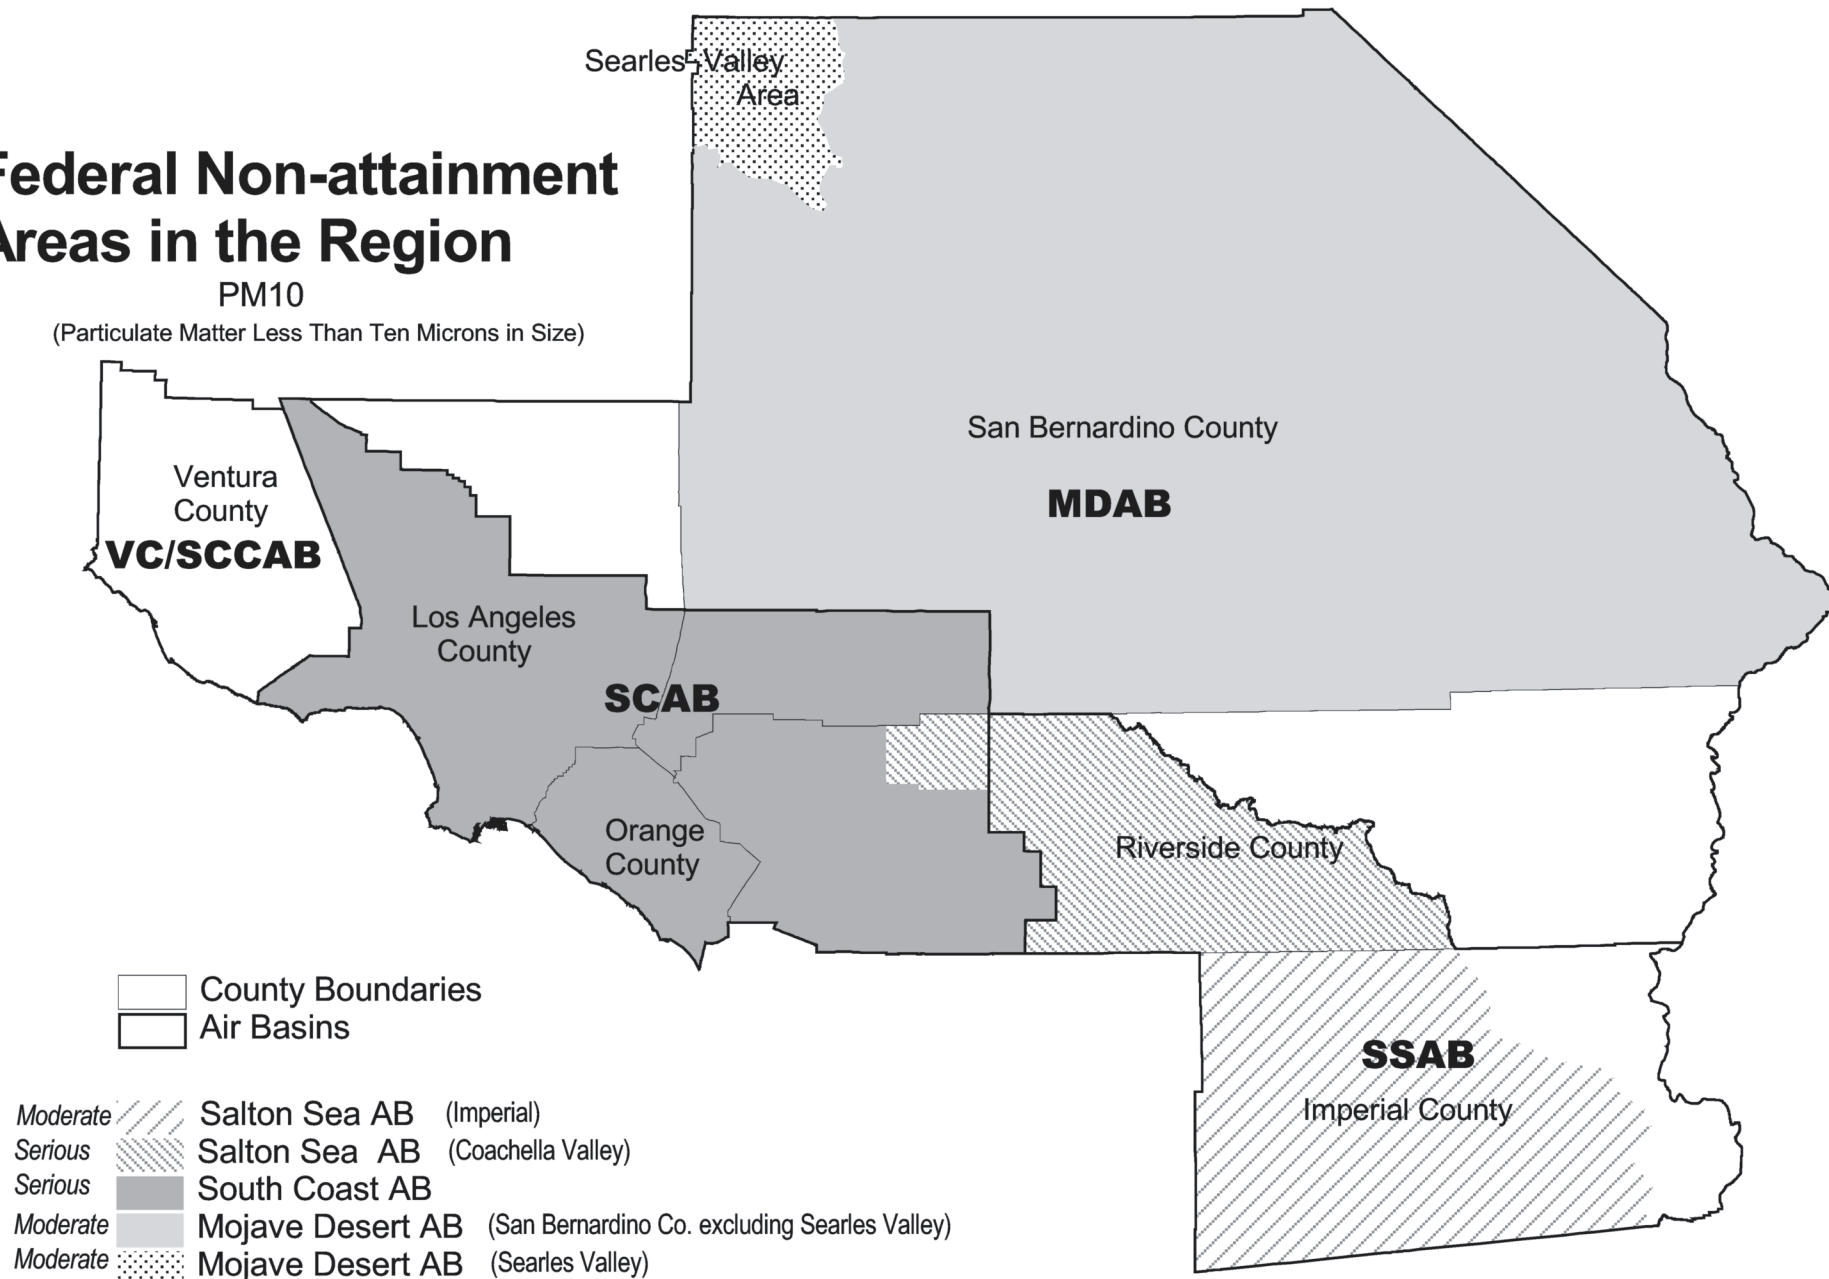 Searles Valley
Area
Federal Non-attainment
Areas in the Region
PM10
(Particulate Matter Less Than Ten Microns in Size)
San Bernardino County
MDAB
Ventura
County
VC/SCCAB
Los Angeles
County
SCAB
Orange
County
Riverside County
SSAB
Imperial County
County Boundaries
Air Basins
Moderate Salton Sea AB (Imperial)
Serious Salton Sea AB (Coachella Valley)
Serious South Coast AB
Moderate Mojave Desert AB (San Bernardino Co. excluding Searles Valley)
Moderate Mojave Desert AB (Searles Valley)